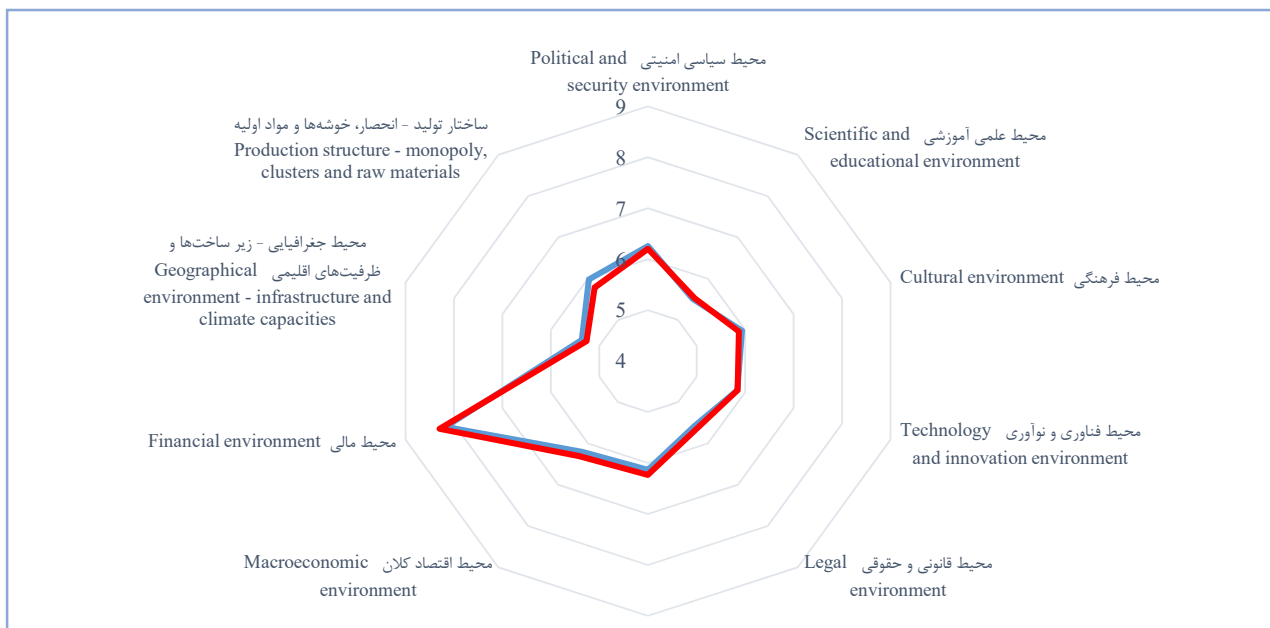 محیط سیاسی امنیتی Political and
security environment
9
ساختار تولید - انحصار، خوشه‌ها و مواد اولیه
Production structure - monopoly,
clusters and raw materials
محیط علمی آموزشی Scientific and
educational environment
8
7
محیط جغرافیایی - زیر ساخت‌ها و
ظرفیت‌های اقلیمی Geographical
environment - infrastructure and
climate capacities
محیط فرهنگی Cultural environment
6
5
4
محیط مالی Financial environment
محیط فناوری و نوآوری Technology
and innovation environment
محیط اقتصاد کلان Macroeconomic
environment
محیط قانونی و حقوقی Legal
environment